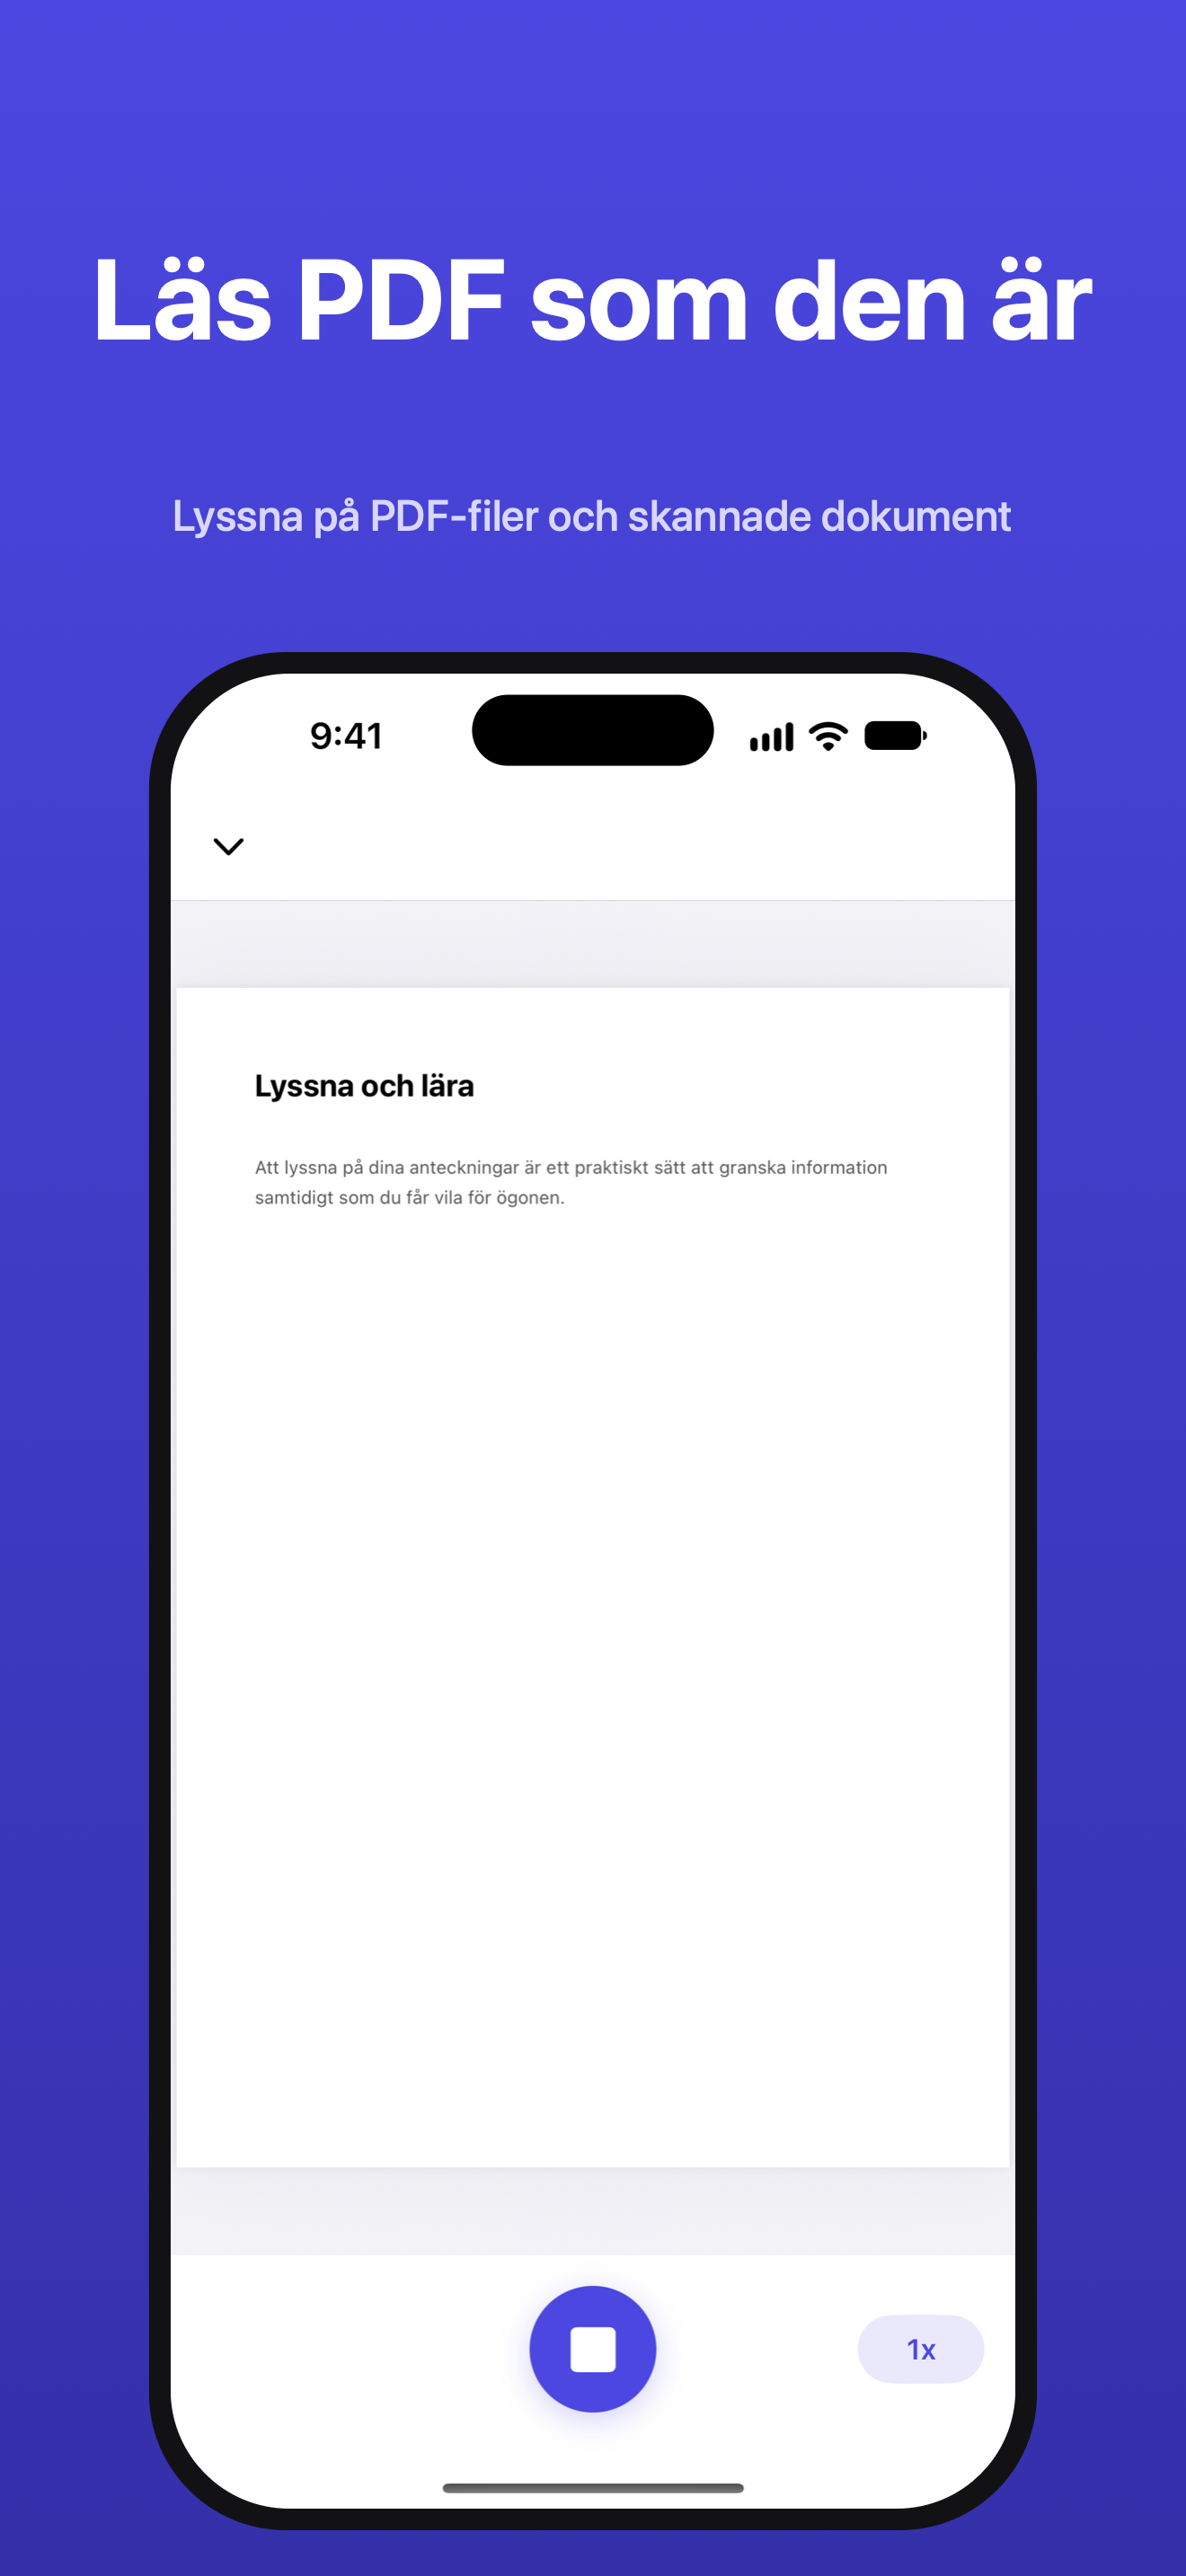 Läs PDF som den är
Lyssna på PDF-filer och skannade dokument
9:41
Lyssna och lära
Att lyssna på dina anteckningar är ett praktiskt sätt att granska information
samtidigt som du får vila för ögonen.
1x